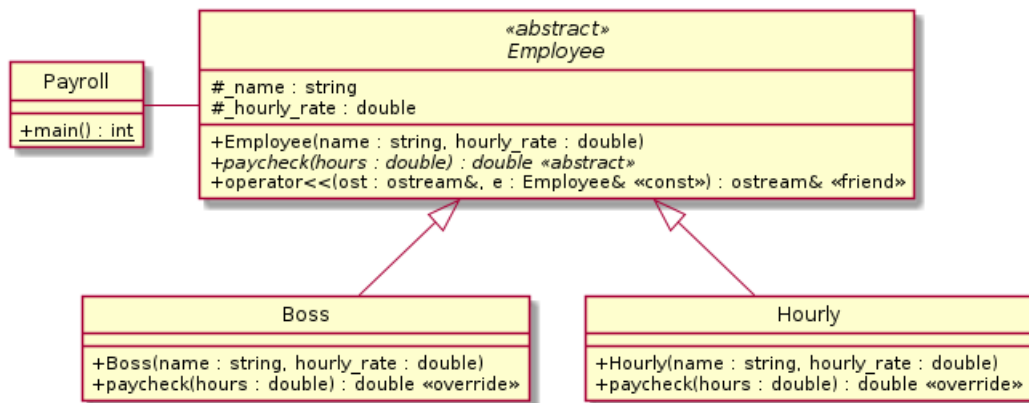 «abstract»
Employee
#_name : string
#_hourly_rate : double
+Employee(name : string, hourly_rate : double)
+paycheck(hours : double) : double «abstract»
+operator<<(ost : ostream&, e : Employee& «const») : ostream& «friend»
Payroll
+main() : int
Boss
+Boss(name : string, hourly_rate : double)
+paycheck(hours : double) : double «override»
Hourly
+Hourly(name : string, hourly_rate : double)
+paycheck(hours : double) : double «override»